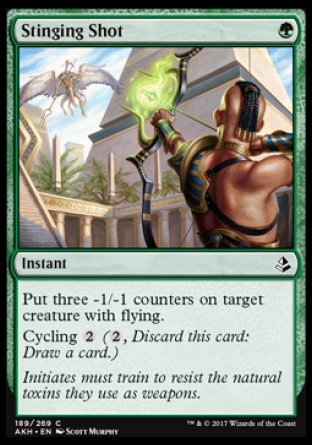 Stinging Shot
Instant
Put three -1/-1 counters on target
creature with flying.
Cycling 2 (2, Discard this card:
Draw a card.)
Initiates must train to resist the natural
toxins they use as weapons.
189/269 C
AKH • EN Scott Murphy
™ & © 2017 Wizards of the Coast